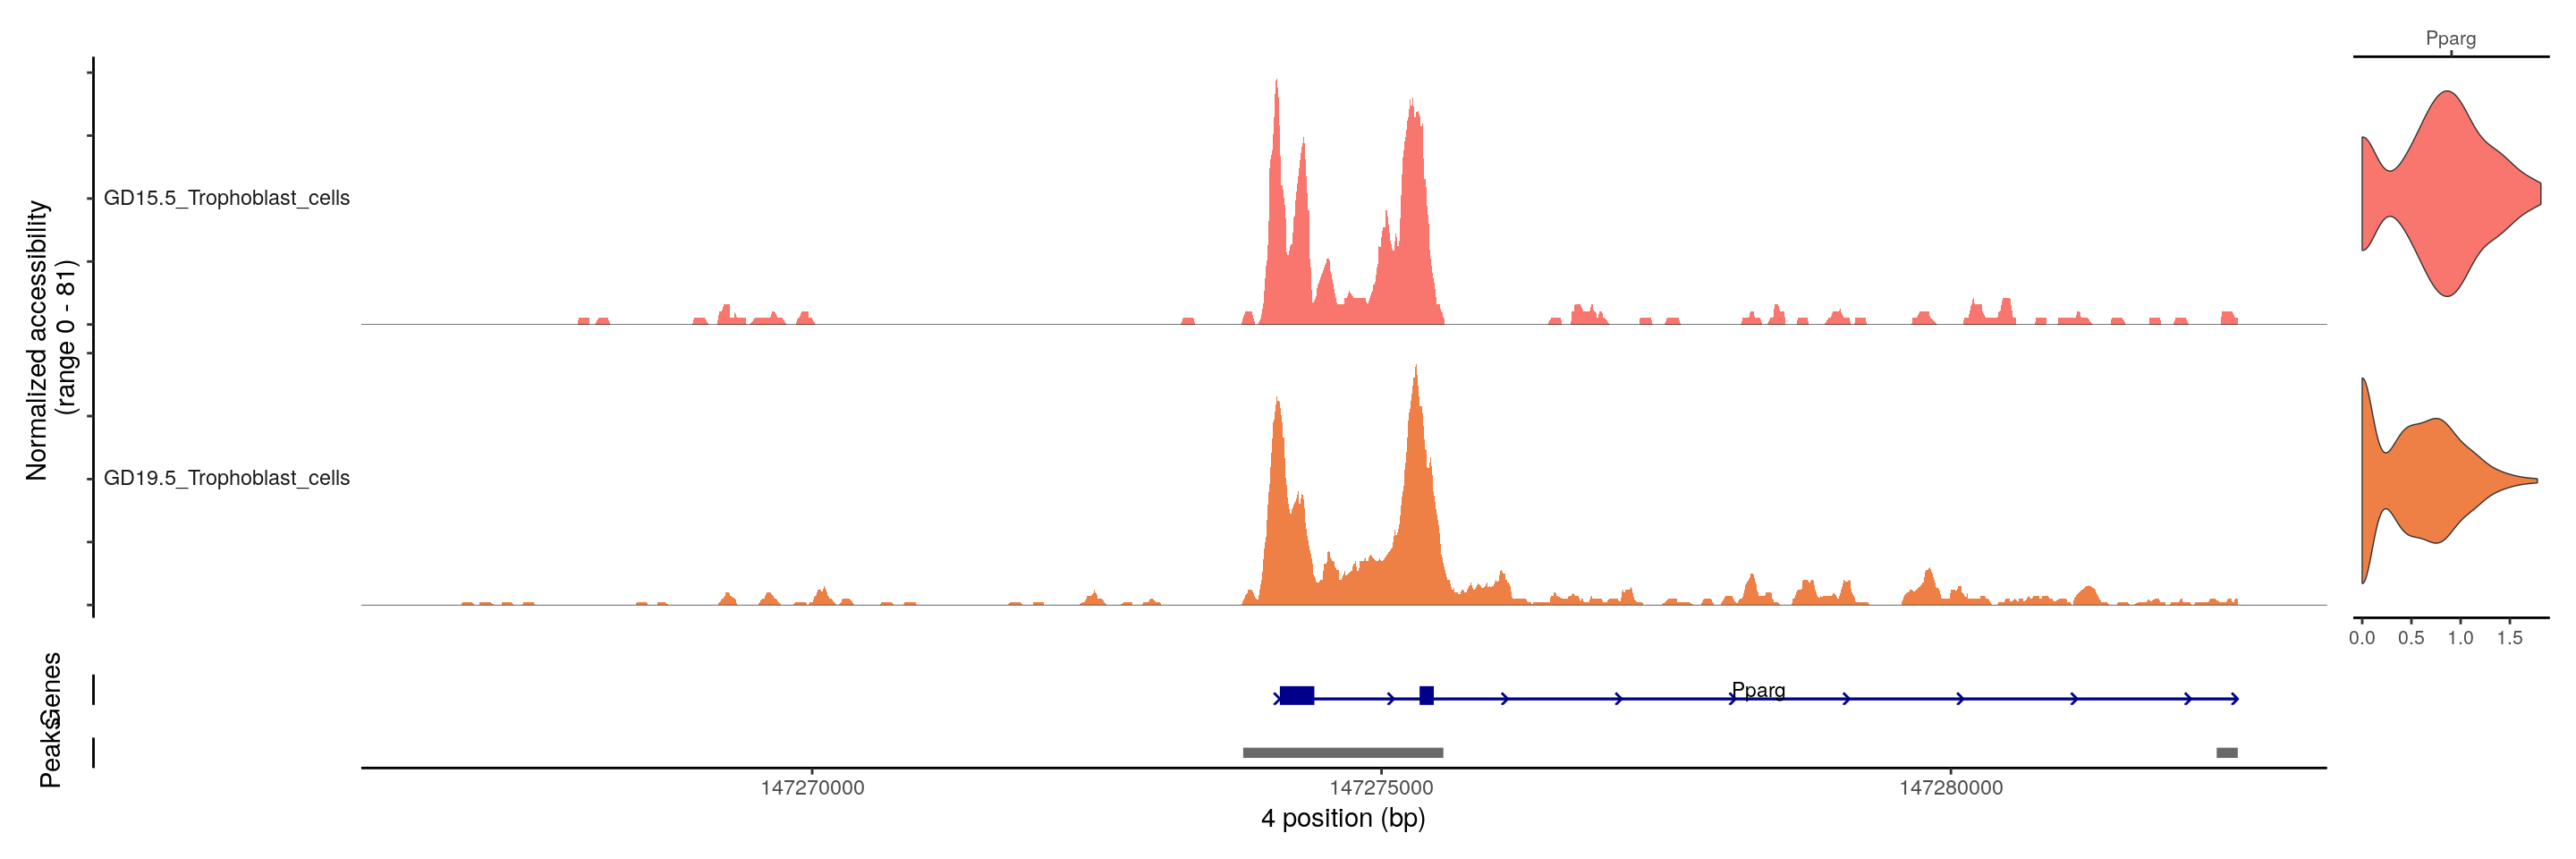 Pparg
Normalized accessibility
(range 0 - 81)
GD15.5_Trophoblast_cells
GD19.5_Trophoblast_cells
0.0 0.5 1.0 1.5
Genes
Pparg
Peaks
147270000 147275000 147280000
4 position (bp)